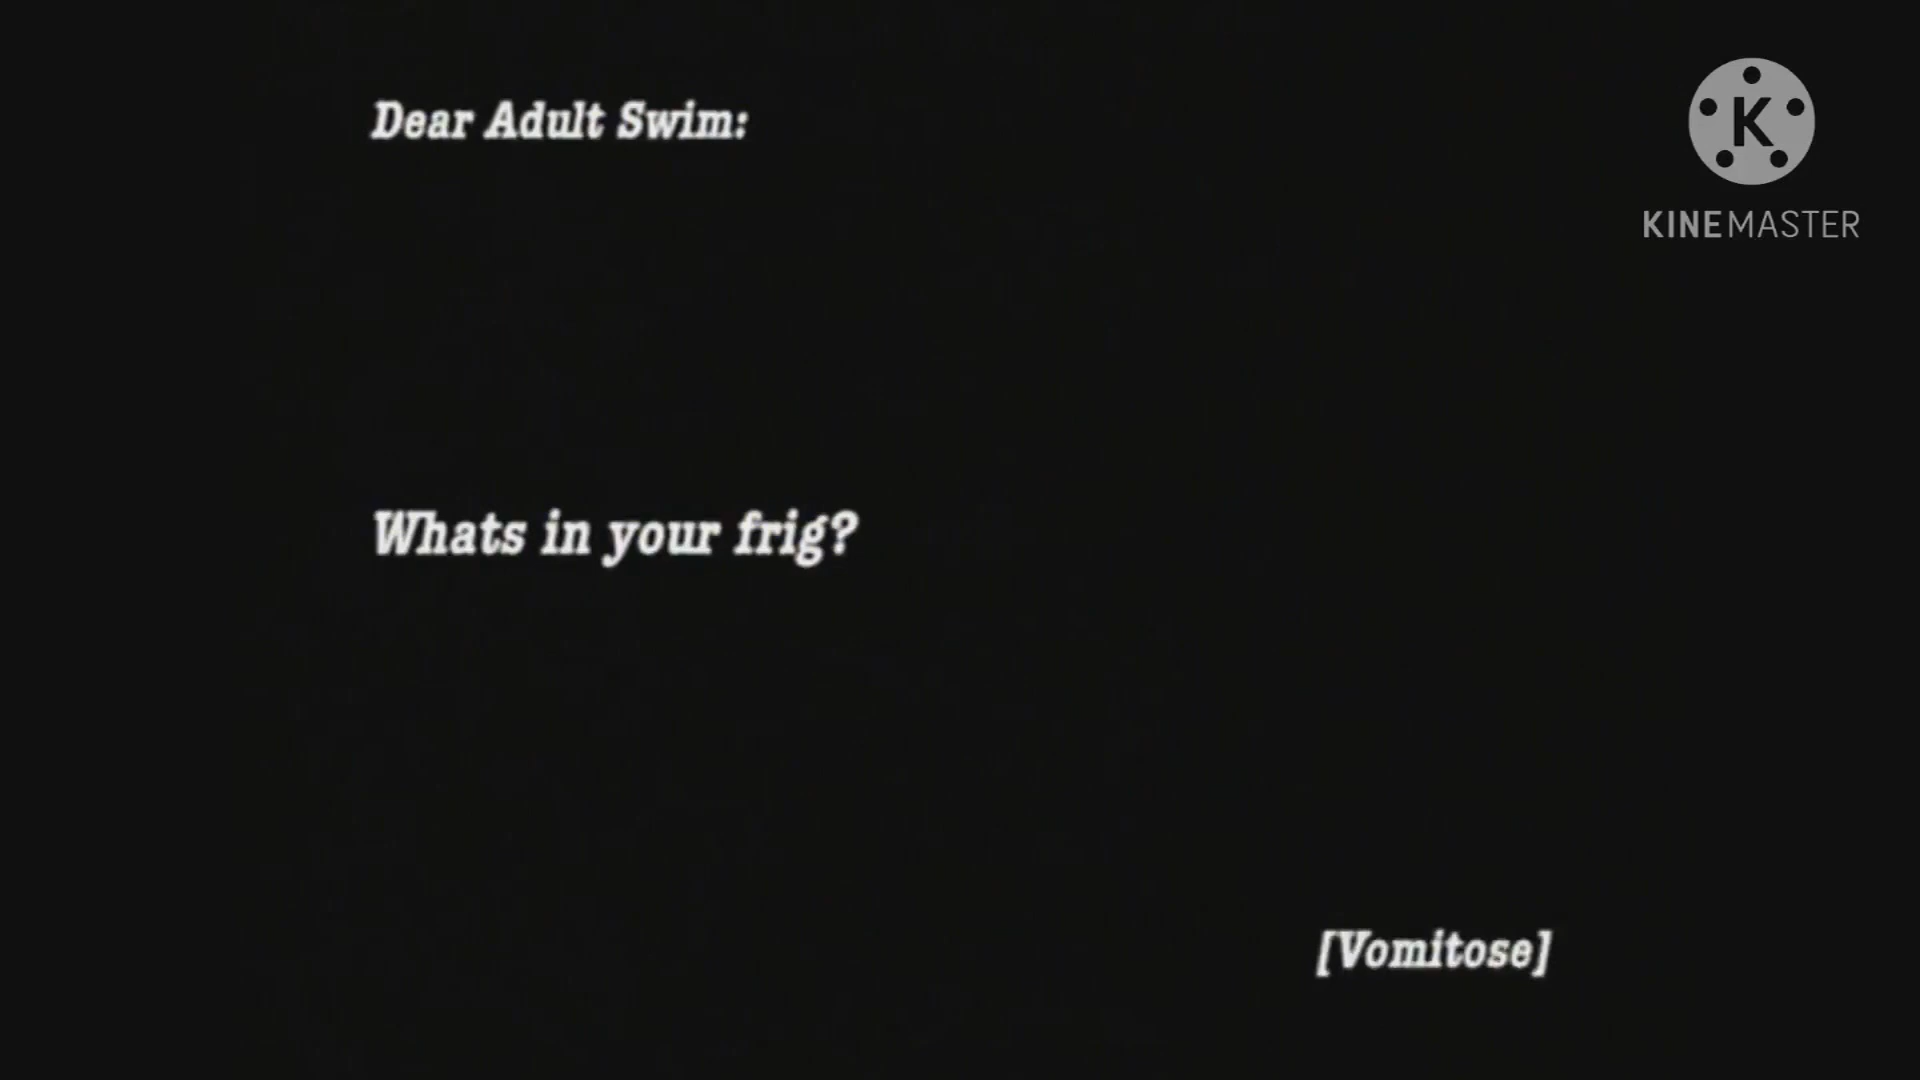 Dear Adult Swim:
K
KINEMASTER
Whats in your frig?
[Vomitose]